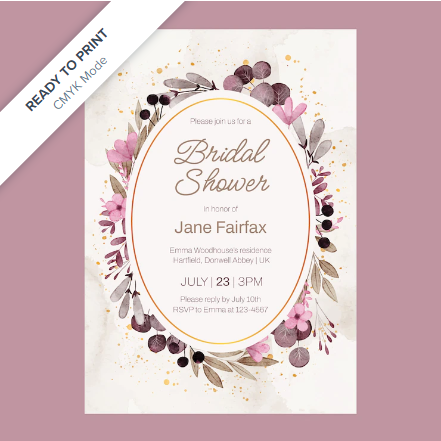 READY TO PRINT
CMYK Mode
Please join us for a
Bridal
Shower
in honor of
Jane Fairfax
Emma Woodhouse's residence
Harfield, Donwell Abbey | UK
JULY | 23 | 3PM
Please reply by July 10th
RSVP to Emma at 123-4567